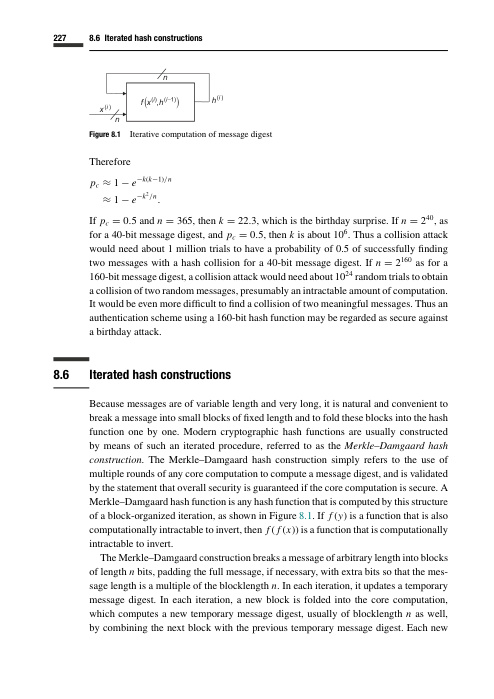 227 8.6 Iterated hash constructions
n
f(x^(i),h^(i−1))
h^(i)
x^(i)
n
Figure 8.1 Iterative computation of message digest
Therefore
p_c ≈ 1 − e^{−k(k−1)/n}
≈ 1 − e^{−k^2/n}.
If p_c = 0.5 and n = 365, then k = 22.3, which is the birthday surprise. If n = 2^40, as
for a 40-bit message digest, and p_c = 0.5, then k is about 10^6. Thus a collision attack
would need about 1 million trials to have a probability of 0.5 of successfully finding
two messages with a hash collision for a 40-bit message digest. If n = 2^160 as for a
160-bit message digest, a collision attack would need about 10^24 random trials to obtain
a collision of two random messages, presumably an intractable amount of computation.
It would be even more difficult to find a collision of two meaningful messages. Thus an
authentication scheme using a 160-bit hash function may be regarded as secure against
a birthday attack.
8.6 Iterated hash constructions
Because messages are of variable length and very long, it is natural and convenient to
break a message into small blocks of fixed length and to fold these blocks into the hash
function one by one. Modern cryptographic hash functions are usually constructed
by means of such an iterated procedure, referred to as the Merkle–Damgaard hash
construction. The Merkle–Damgaard hash construction simply refers to the use of
multiple rounds of any core computation to compute a message digest, and is validated
by the statement that overall security is guaranteed if the core computation is secure. A
Merkle–Damgaard hash function is any hash function that is computed by this structure
of a block-organized iteration, as shown in Figure 8.1. If f(y) is a function that is also
computationally intractable to invert, then f(f(x)) is a function that is computationally
intractable to invert.
The Merkle–Damgaard construction breaks a message of arbitrary length into blocks
of length n bits, padding the full message, if necessary, with extra bits so that the mes-
sage length is a multiple of the blocklength n. In each iteration, it updates a temporary
message digest. In each iteration, a new block is folded into the core computation,
which computes a new temporary message digest, usually of blocklength n as well,
by combining the next block with the previous temporary message digest. Each new